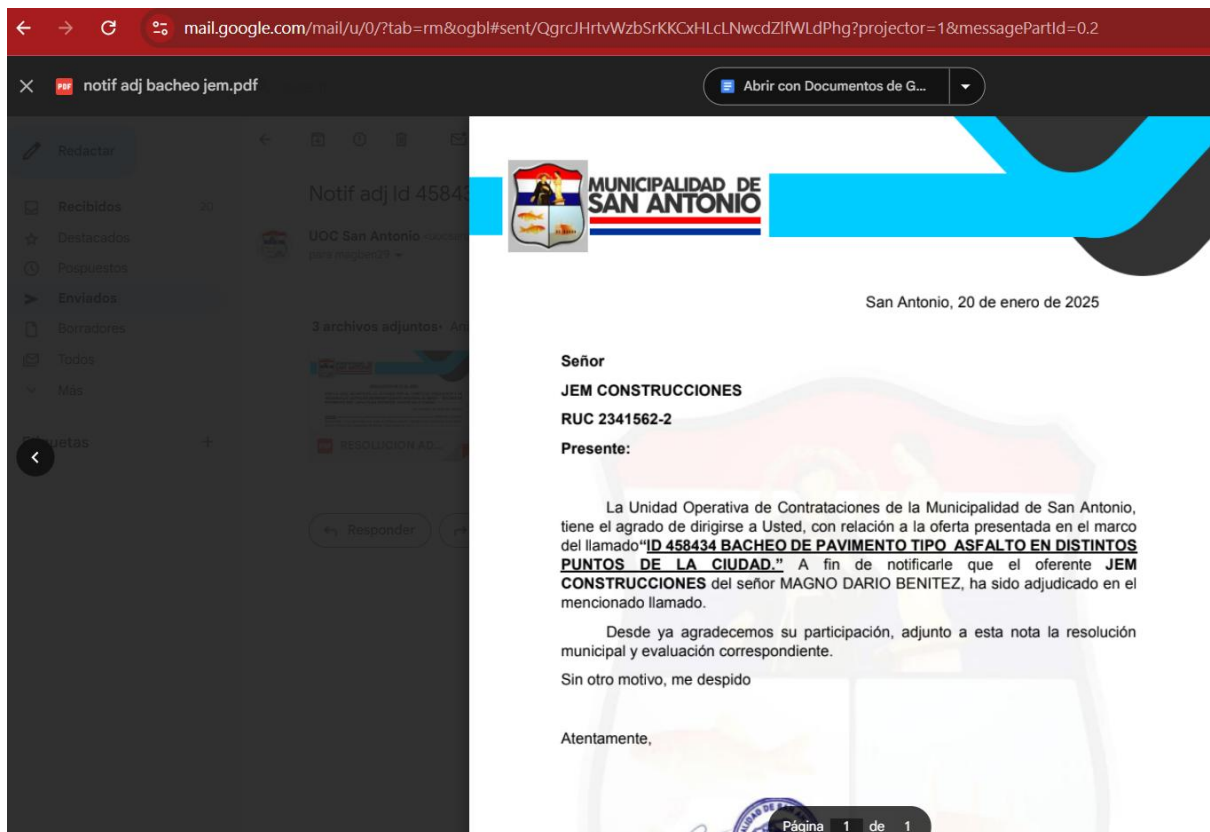 mail.google.com/mail/u/0/?tab=rm&ogbl#sent/QgrcJHrtvWzbSrKKCxHLcLNwcdZlfWLdPhg?projector=1&messagePartId=0.2
PDF notif adj bacheo jem.pdf
Abrir con Documentos de G...
Redactar
Recibidos 20
Destacados
Pospuestos
Enviados
Borradores
Todos
Más
Notif adj Id 45843
UOC San Antonio
para magben29
3 archivos adjuntos
RESOLUCION AD...
Responder
MUNICIPALIDAD DE
SAN ANTONIO
San Antonio, 20 de enero de 2025
Señor
JEM CONSTRUCCIONES
RUC 2341562-2
Presente:
La Unidad Operativa de Contrataciones de la Municipalidad de San Antonio,
tiene el agrado de dirigirse a Usted, con relación a la oferta presentada en el marco
del llamado“ID 458434 BACHEO DE PAVIMENTO TIPO ASFALTO EN DISTINTOS
PUNTOS DE LA CIUDAD.” A fin de notificarle que el oferente JEM
CONSTRUCCIONES del señor MAGNO DARIO BENITEZ, ha sido adjudicado en el
mencionado llamado.
Desde ya agradecemos su participación, adjunto a esta nota la resolución
municipal y evaluación correspondiente.
Sin otro motivo, me despido
Atentamente,
Página 1 de 1